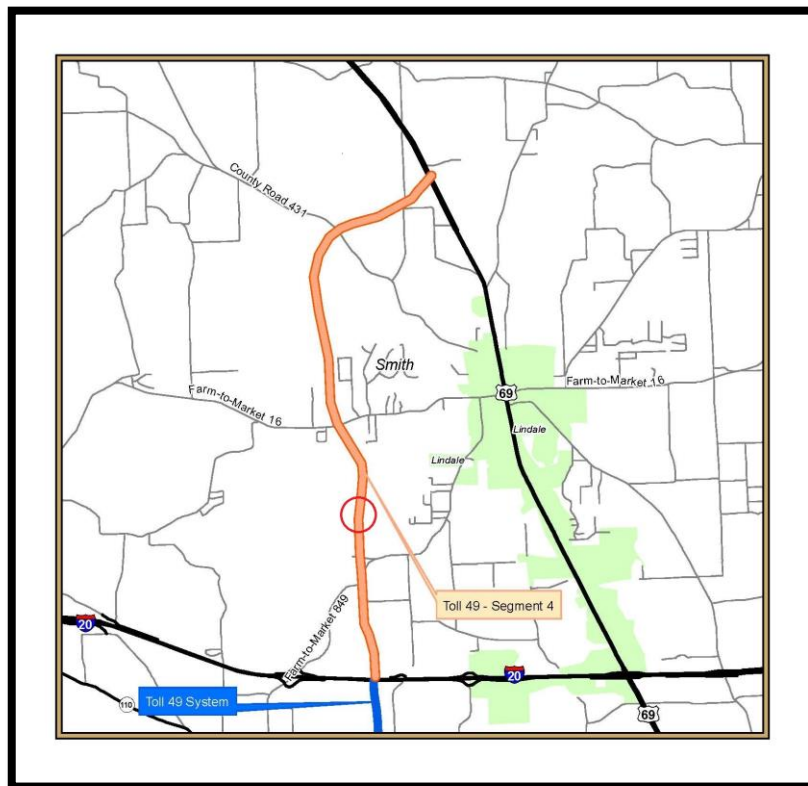 County Road 431
Smith
Farm-to-Market 16
69
Farm-to-Market 16
Lindale
Lindale
Toll 49 - Segment 4
Farm-to-Market 849
20
20
110
Toll 49 System
69